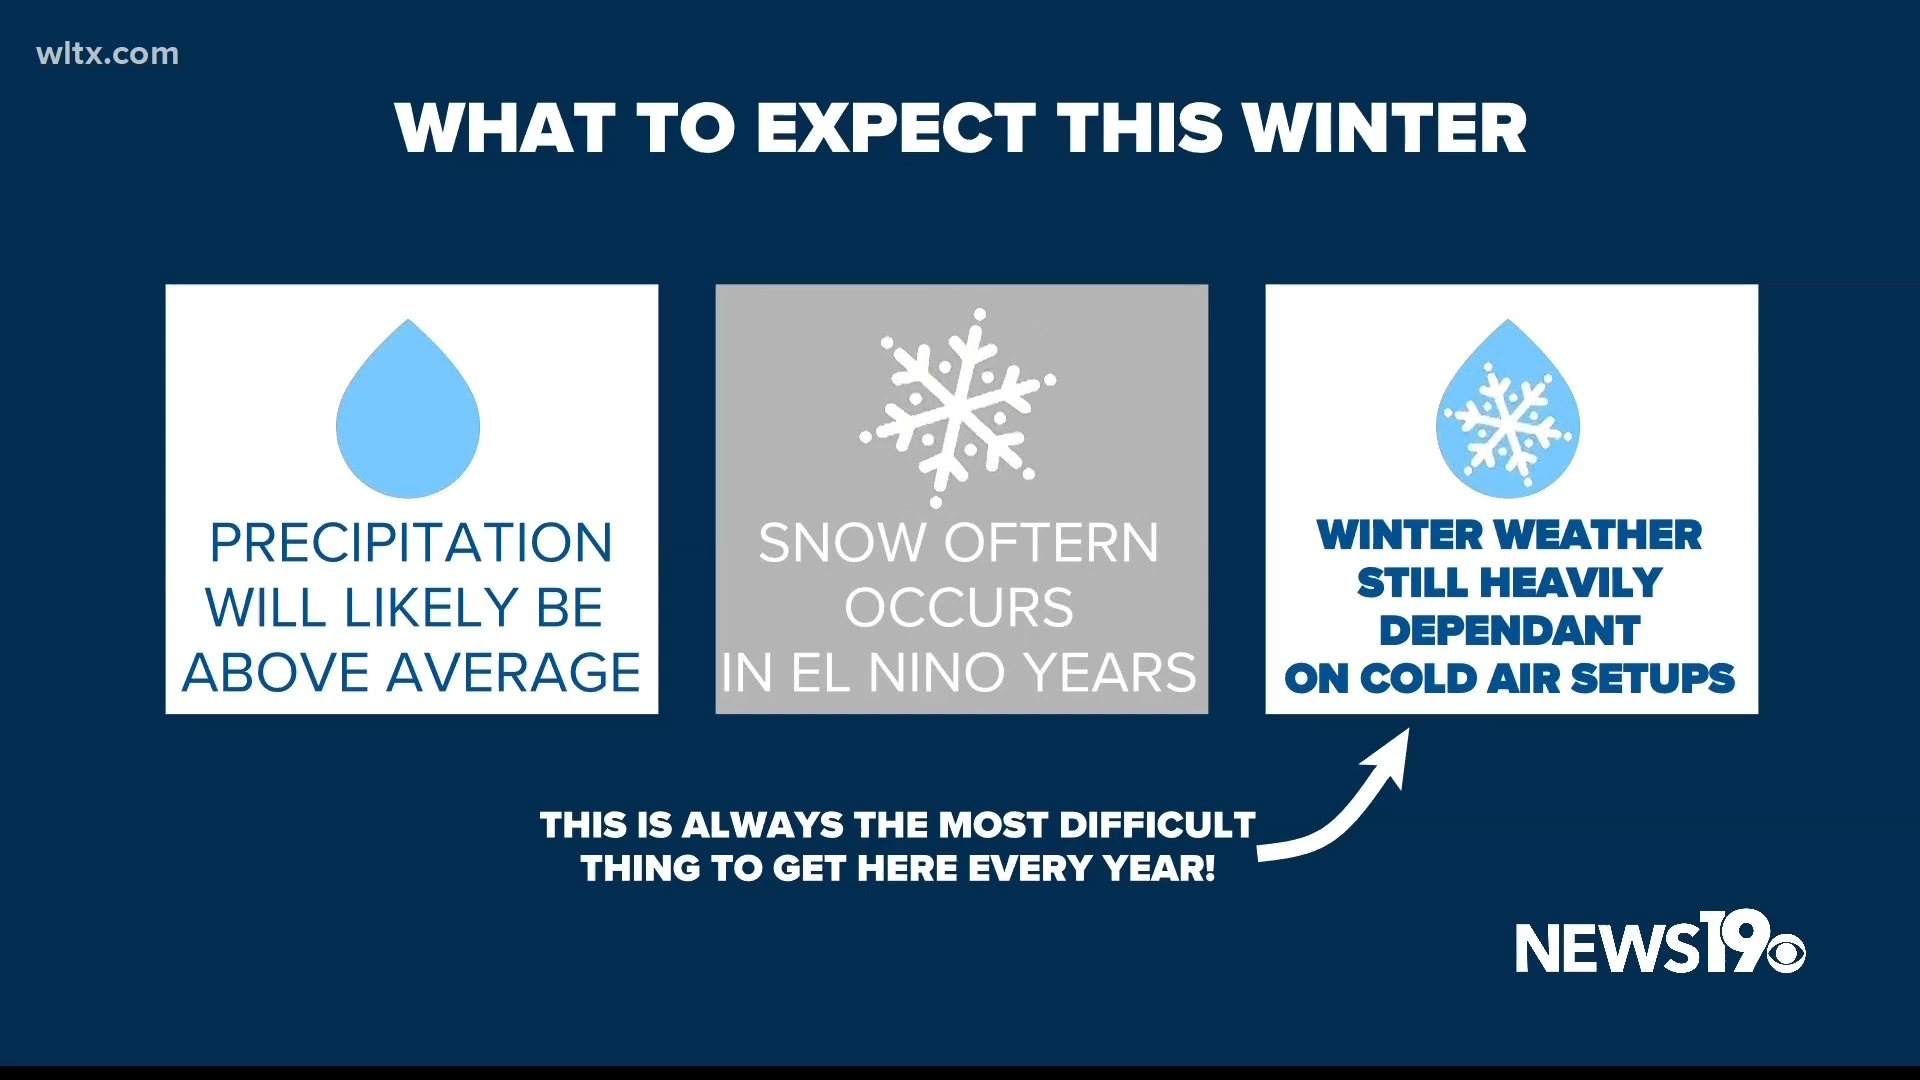 wltx.com
WHAT TO EXPECT THIS WINTER
PRECIPITATION
WILL LIKELY BE
ABOVE AVERAGE
SNOW OFTERN
OCCURS
IN EL NINO YEARS
WINTER WEATHER
STILL HEAVILY
DEPENDANT
ON COLD AIR SETUPS
THIS IS ALWAYS THE MOST DIFFICULT
THING TO GET HERE EVERY YEAR!
NEWS19